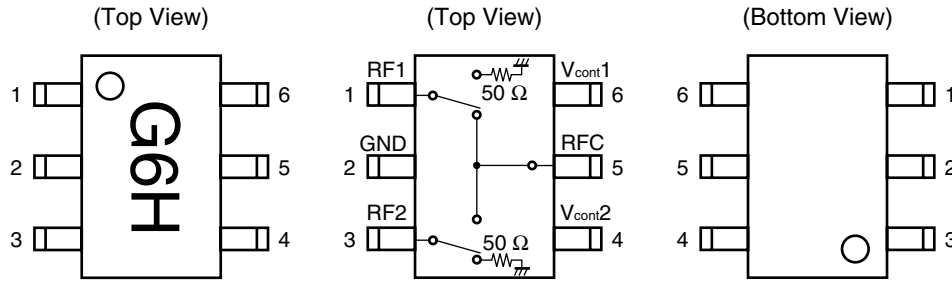 (Top View)
1
2
3
G6H
6
5
4
(Top View)
RF1
1
GND
2
RF2
3
50 Ω
50 Ω
Vcont1
6
RFC
5
Vcont2
4
(Bottom View)
6
5
4
1
2
3